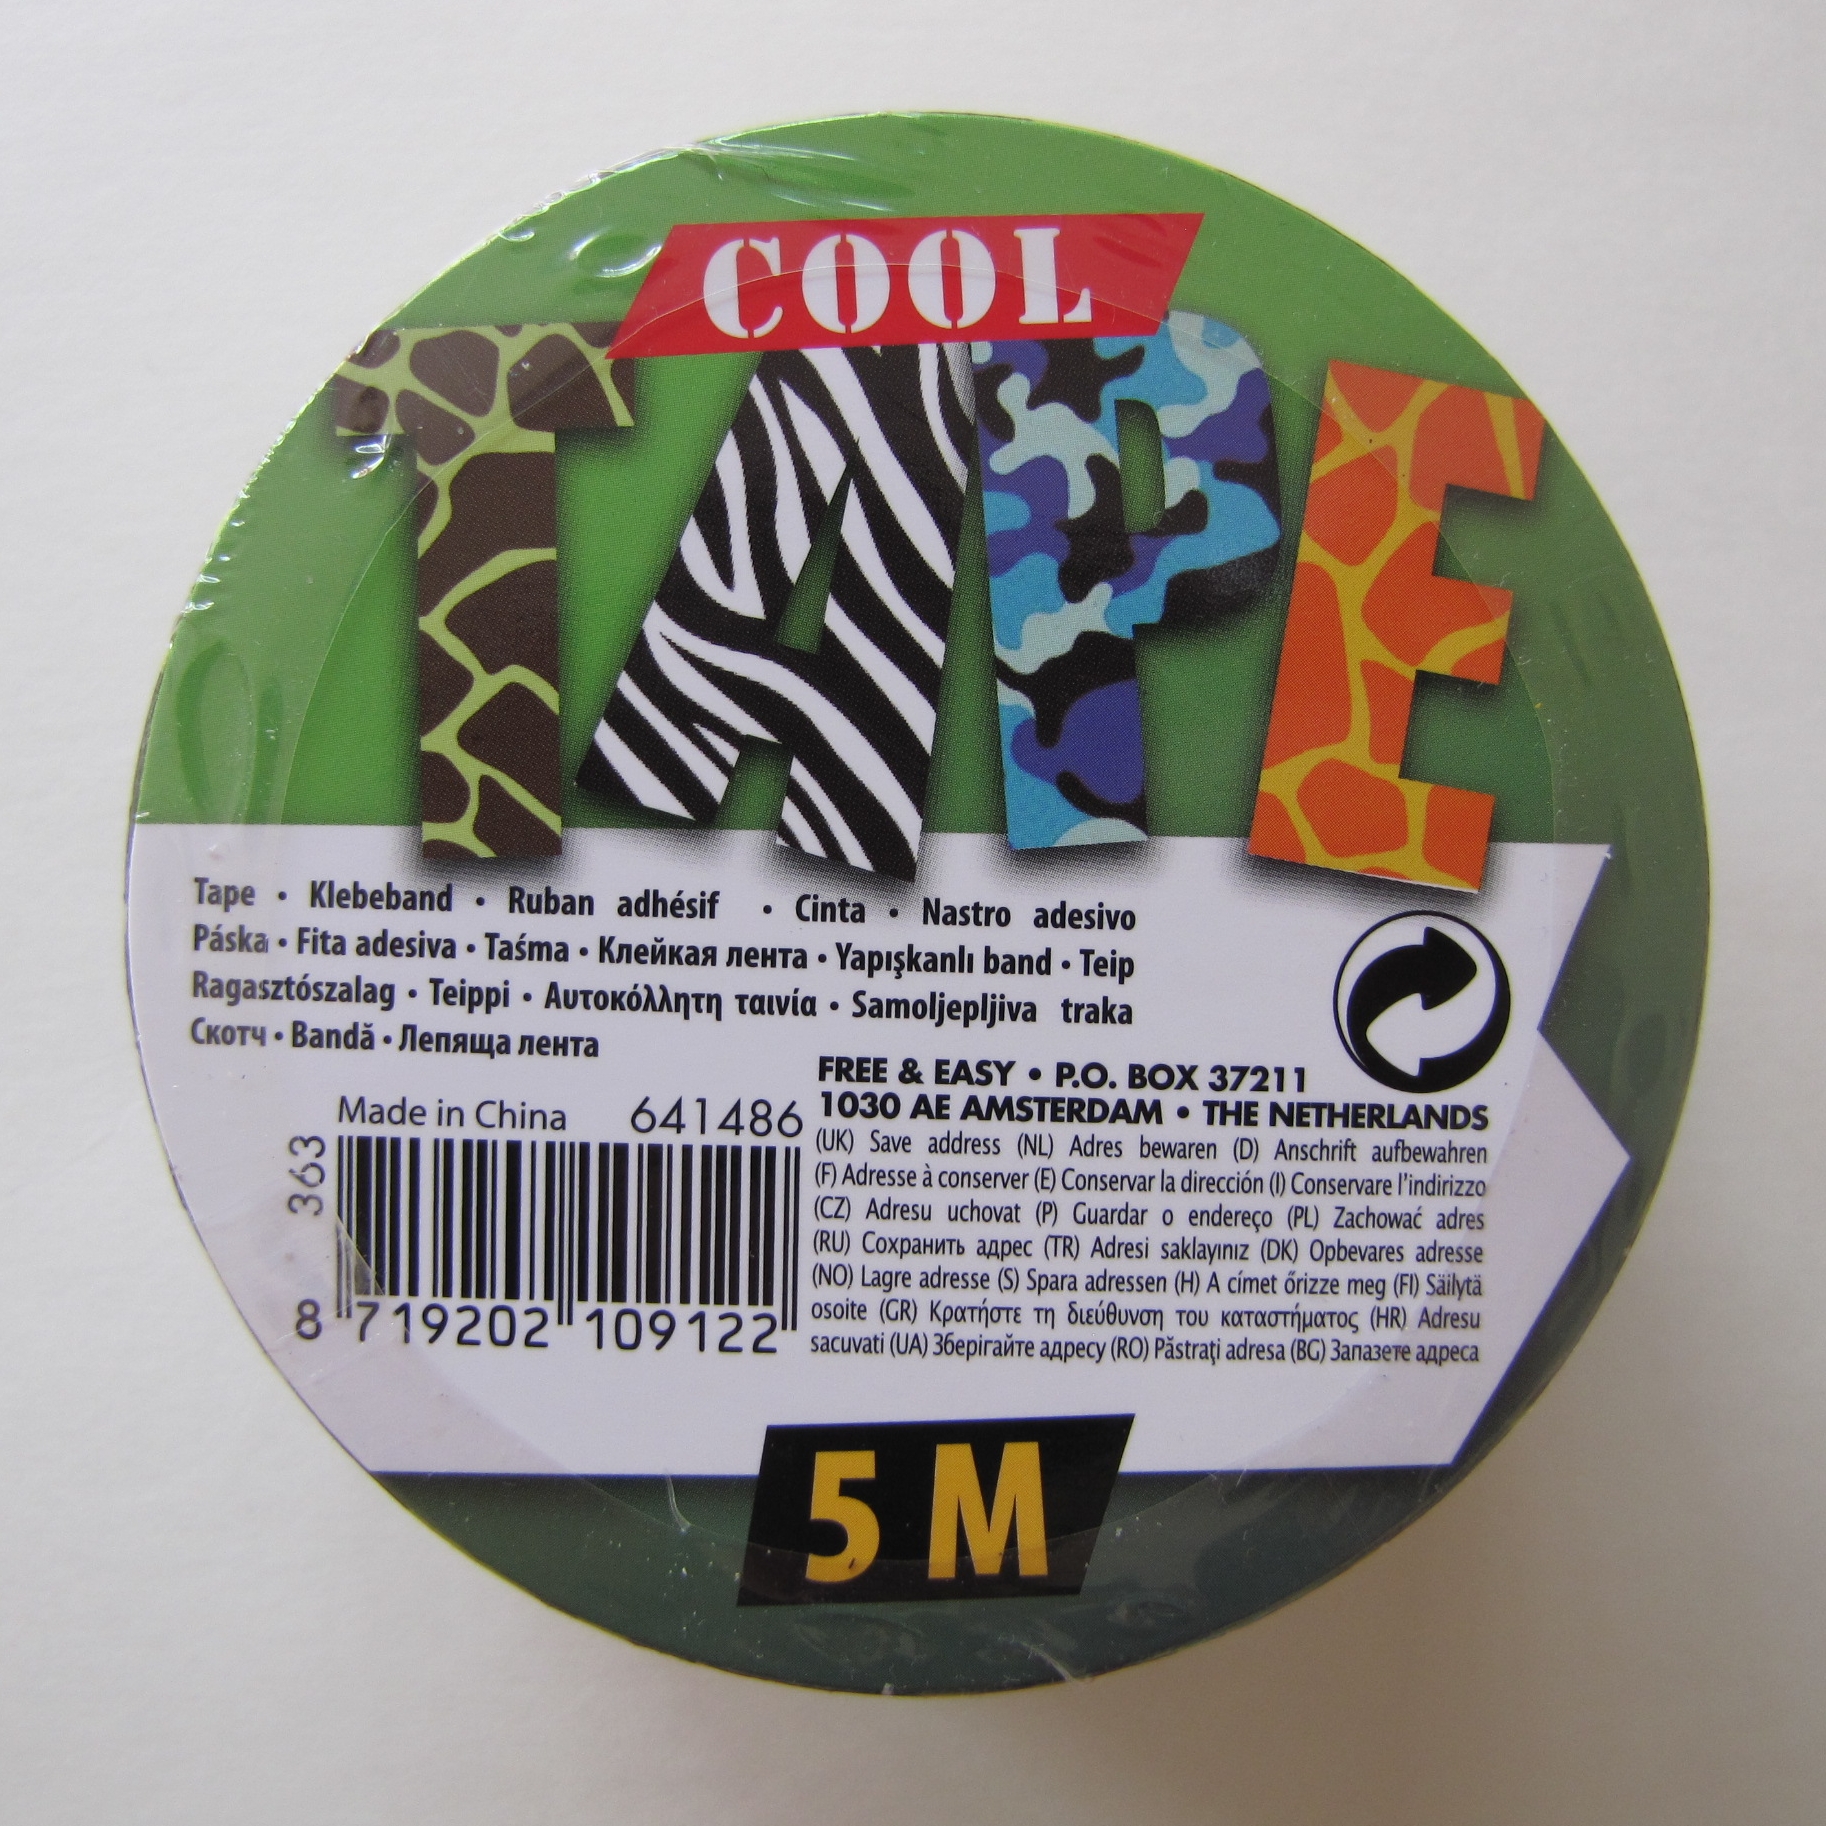 COOL
TAPE
Tape • Klebeband • Ruban adhésif • Cinta • Nastro adesivo
Páska • Fita adesiva • Taśma • Клейкая лента • Yapışkanlı band • Teip
Ragasztószalag • Teippi • Αυτοκόλλητη ταινία • Samoljepljiva traka
Скотч • Bandă • Лепяща лента
FREE & EASY • P.O. BOX 37211
1030 AE AMSTERDAM • THE NETHERLANDS
Made in China 641486
363
8 719202 109122
(UK) Save address (NL) Adres bewaren (D) Anschrift aufbewahren
(F) Adresse à conserver (E) Conservar la dirección (I) Conservare l'indirizzo
(CZ) Adresu uchovat (P) Guardar o endereço (PL) Zachować adres
(RU) Сохранить адрес (TR) Adresi saklayınız (DK) Opbevares adresse
(NO) Lagre adresse (S) Spara adressen (H) A címet őrizze meg (FI) Säilytä
osoite (GR) Κρατήστε τη διεύθυνση του καταστήματος (HR) Adresu
sacuvati (UA) Зберігайте адресу (RO) Păstraţi adresa (BG) Запазете адреса
5 M